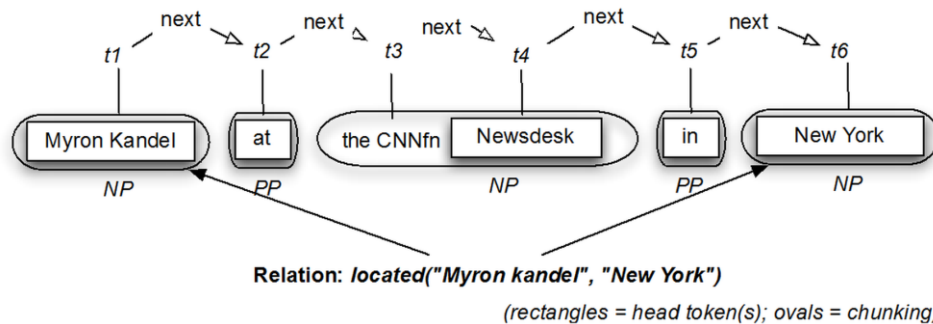 next next next next next
t1 t2 t3 t4 t5 t6
Myron Kandel at the CNNfn Newsdesk in New York
NP PP NP PP NP
Relation: located("Myron kandel", "New York")
(rectangles = head token(s); ovals = chunking)